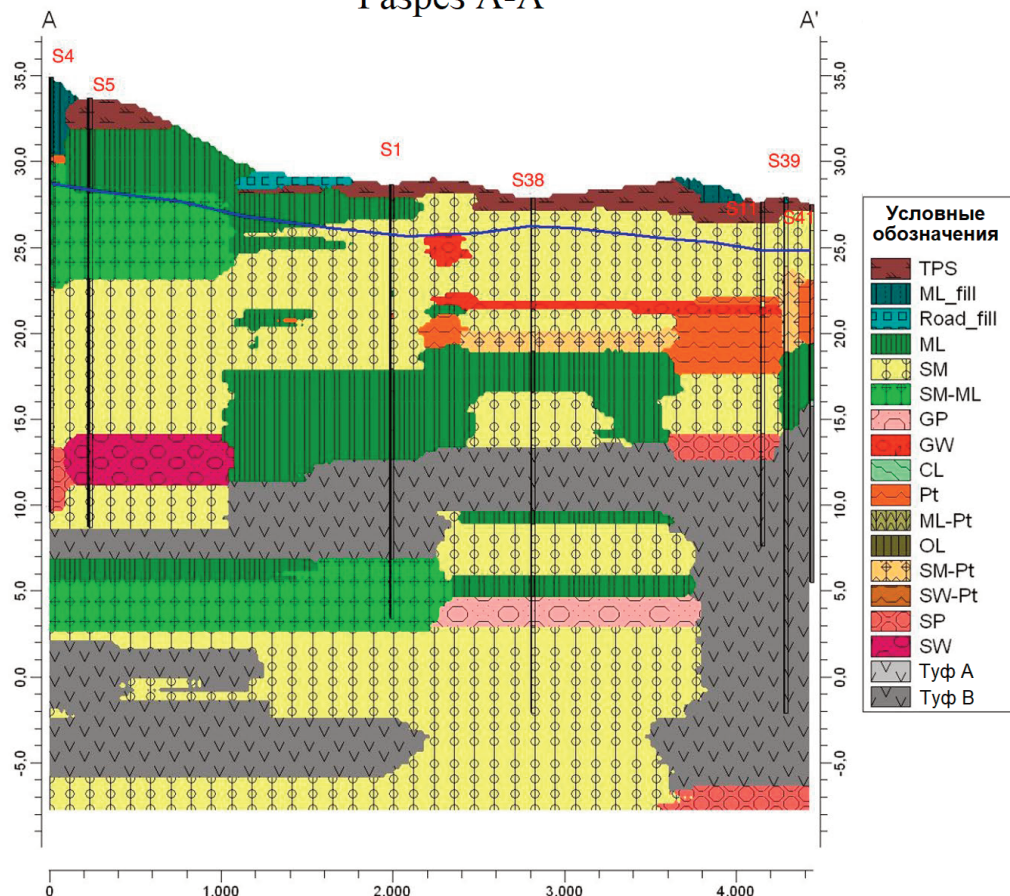 Разрез А-А
A
A'
S4
S5
S1
S38
S39
S11
S41
35,0
30,0
25,0
20,0
15,0
10,0
5,0
0,0
-5,0
35,0
30,0
25,0
20,0
15,0
10,0
5,0
0,0
-5,0
0
1.000
2.000
3.000
4.000
Условные
обозначения
TPS
ML_fill
Road_fill
ML
SM
SM-ML
GP
GW
CL
Pt
ML-Pt
OL
SM-Pt
SW-Pt
SP
SW
Туф А
Туф В